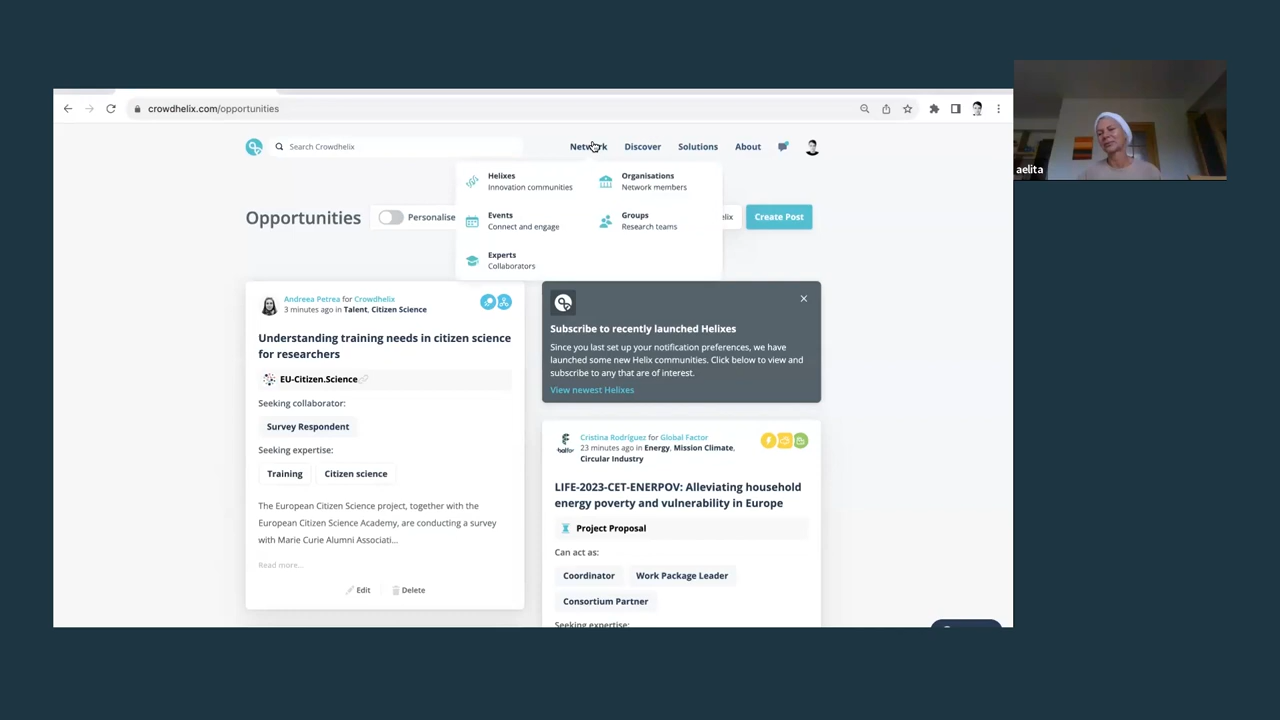 crowdhelix.com/opportunities
Search Crowdhelix
Network
Discover
Solutions
About
aelita
Helixes
Innovation communities
Organisations
Network members
Events
Connect and engage
Groups
Research teams
Experts
Collaborators
Opportunities
Personalise
Create Post
Andreea Petrea for Crowdhelix
3 minutes ago in Talent, Citizen Science
Understanding training needs in citizen science
for researchers
EU-Citizen.Science
Seeking collaborator:
Survey Respondent
Seeking expertise:
Training
Citizen science
The European Citizen Science project, together with the
European Citizen Science Academy, are conducting a survey
with Marie Curie Alumni Associati...
Read more...
Edit
Delete
Subscribe to recently launched Helixes
Since you last set up your notification preferences, we have
launched some new Helix communities. Click below to view and
subscribe to any that are of interest.
View newest Helixes
Cristina Rodríguez for Global Factor
23 minutes ago in Energy, Mission Climate,
Circular Industry
LIFE-2023-CET-ENERPOV: Alleviating household
energy poverty and vulnerability in Europe
Project Proposal
Can act as:
Coordinator
Work Package Leader
Consortium Partner
Seeking expertise: